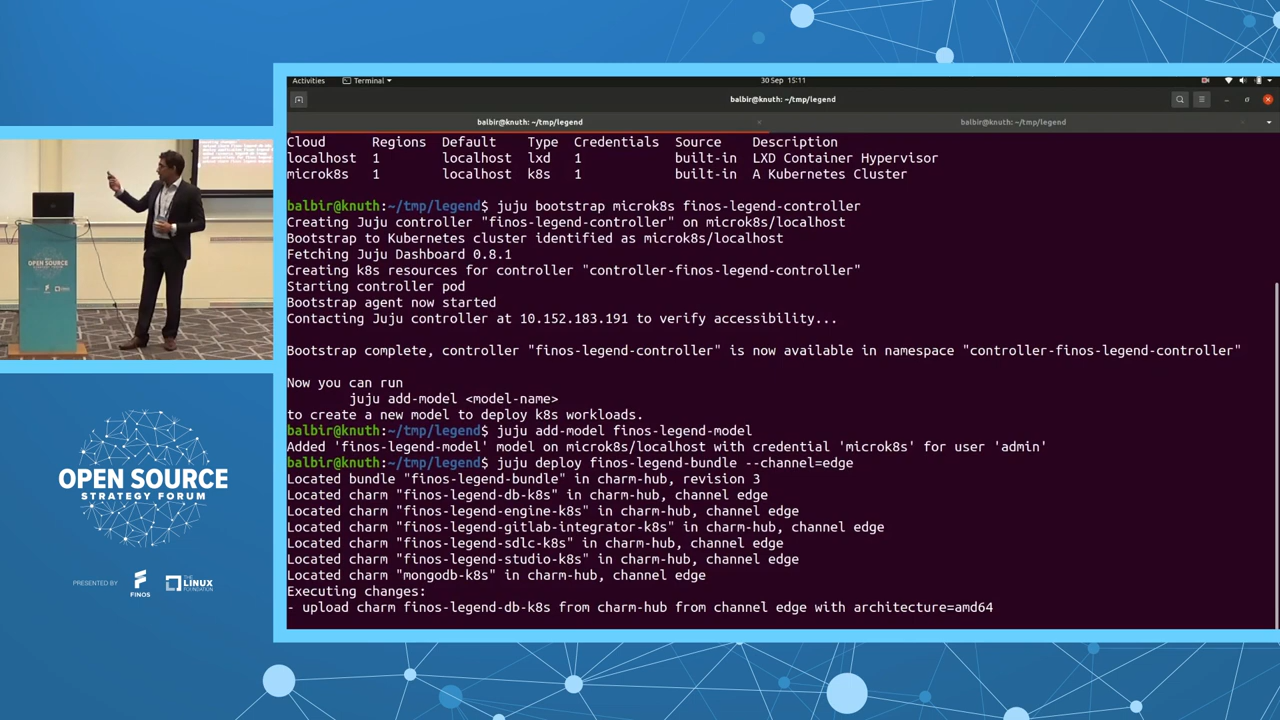 Activities
Terminal
30 Sep 15:11
balbir@knuth: ~/tmp/legend
balbir@knuth: ~/tmp/legend
balbir@knuth: ~/tmp/legend
Cloud Regions Default Type Credentials Source Description
localhost 1 localhost lxd 1 built-in LXD Container Hypervisor
microk8s 1 localhost k8s 1 built-in A Kubernetes Cluster
balbir@knuth:~/tmp/legend$ juju bootstrap microk8s finos-legend-controller
Creating Juju controller "finos-legend-controller" on microk8s/localhost
Bootstrap to Kubernetes cluster identified as microk8s/localhost
Fetching Juju Dashboard 0.8.1
Creating k8s resources for controller "controller-finos-legend-controller"
Starting controller pod
Bootstrap agent now started
Contacting Juju controller at 10.152.183.191 to verify accessibility...
Bootstrap complete, controller "finos-legend-controller" is now available in namespace "controller-finos-legend-controller"
Now you can run
juju add-model <model-name>
to create a new model to deploy k8s workloads.
balbir@knuth:~/tmp/legend$ juju add-model finos-legend-model
Added 'finos-legend-model' model on microk8s/localhost with credential 'microk8s' for user 'admin'
balbir@knuth:~/tmp/legend$ juju deploy finos-legend-bundle --channel=edge
Located bundle "finos-legend-bundle" in charm-hub, revision 3
Located charm "finos-legend-db-k8s" in charm-hub, channel edge
Located charm "finos-legend-engine-k8s" in charm-hub, channel edge
Located charm "finos-legend-gitlab-integrator-k8s" in charm-hub, channel edge
Located charm "finos-legend-sdlc-k8s" in charm-hub, channel edge
Located charm "finos-legend-studio-k8s" in charm-hub, channel edge
Located charm "mongodb-k8s" in charm-hub, channel edge
Executing changes:
- upload charm finos-legend-db-k8s from charm-hub from channel edge with architecture=amd64
OPEN SOURCE
OPEN SOURCE
STRATEGY FORUM
PRESENTED BY
FINOS
THE
LINUX
FOUNDATION